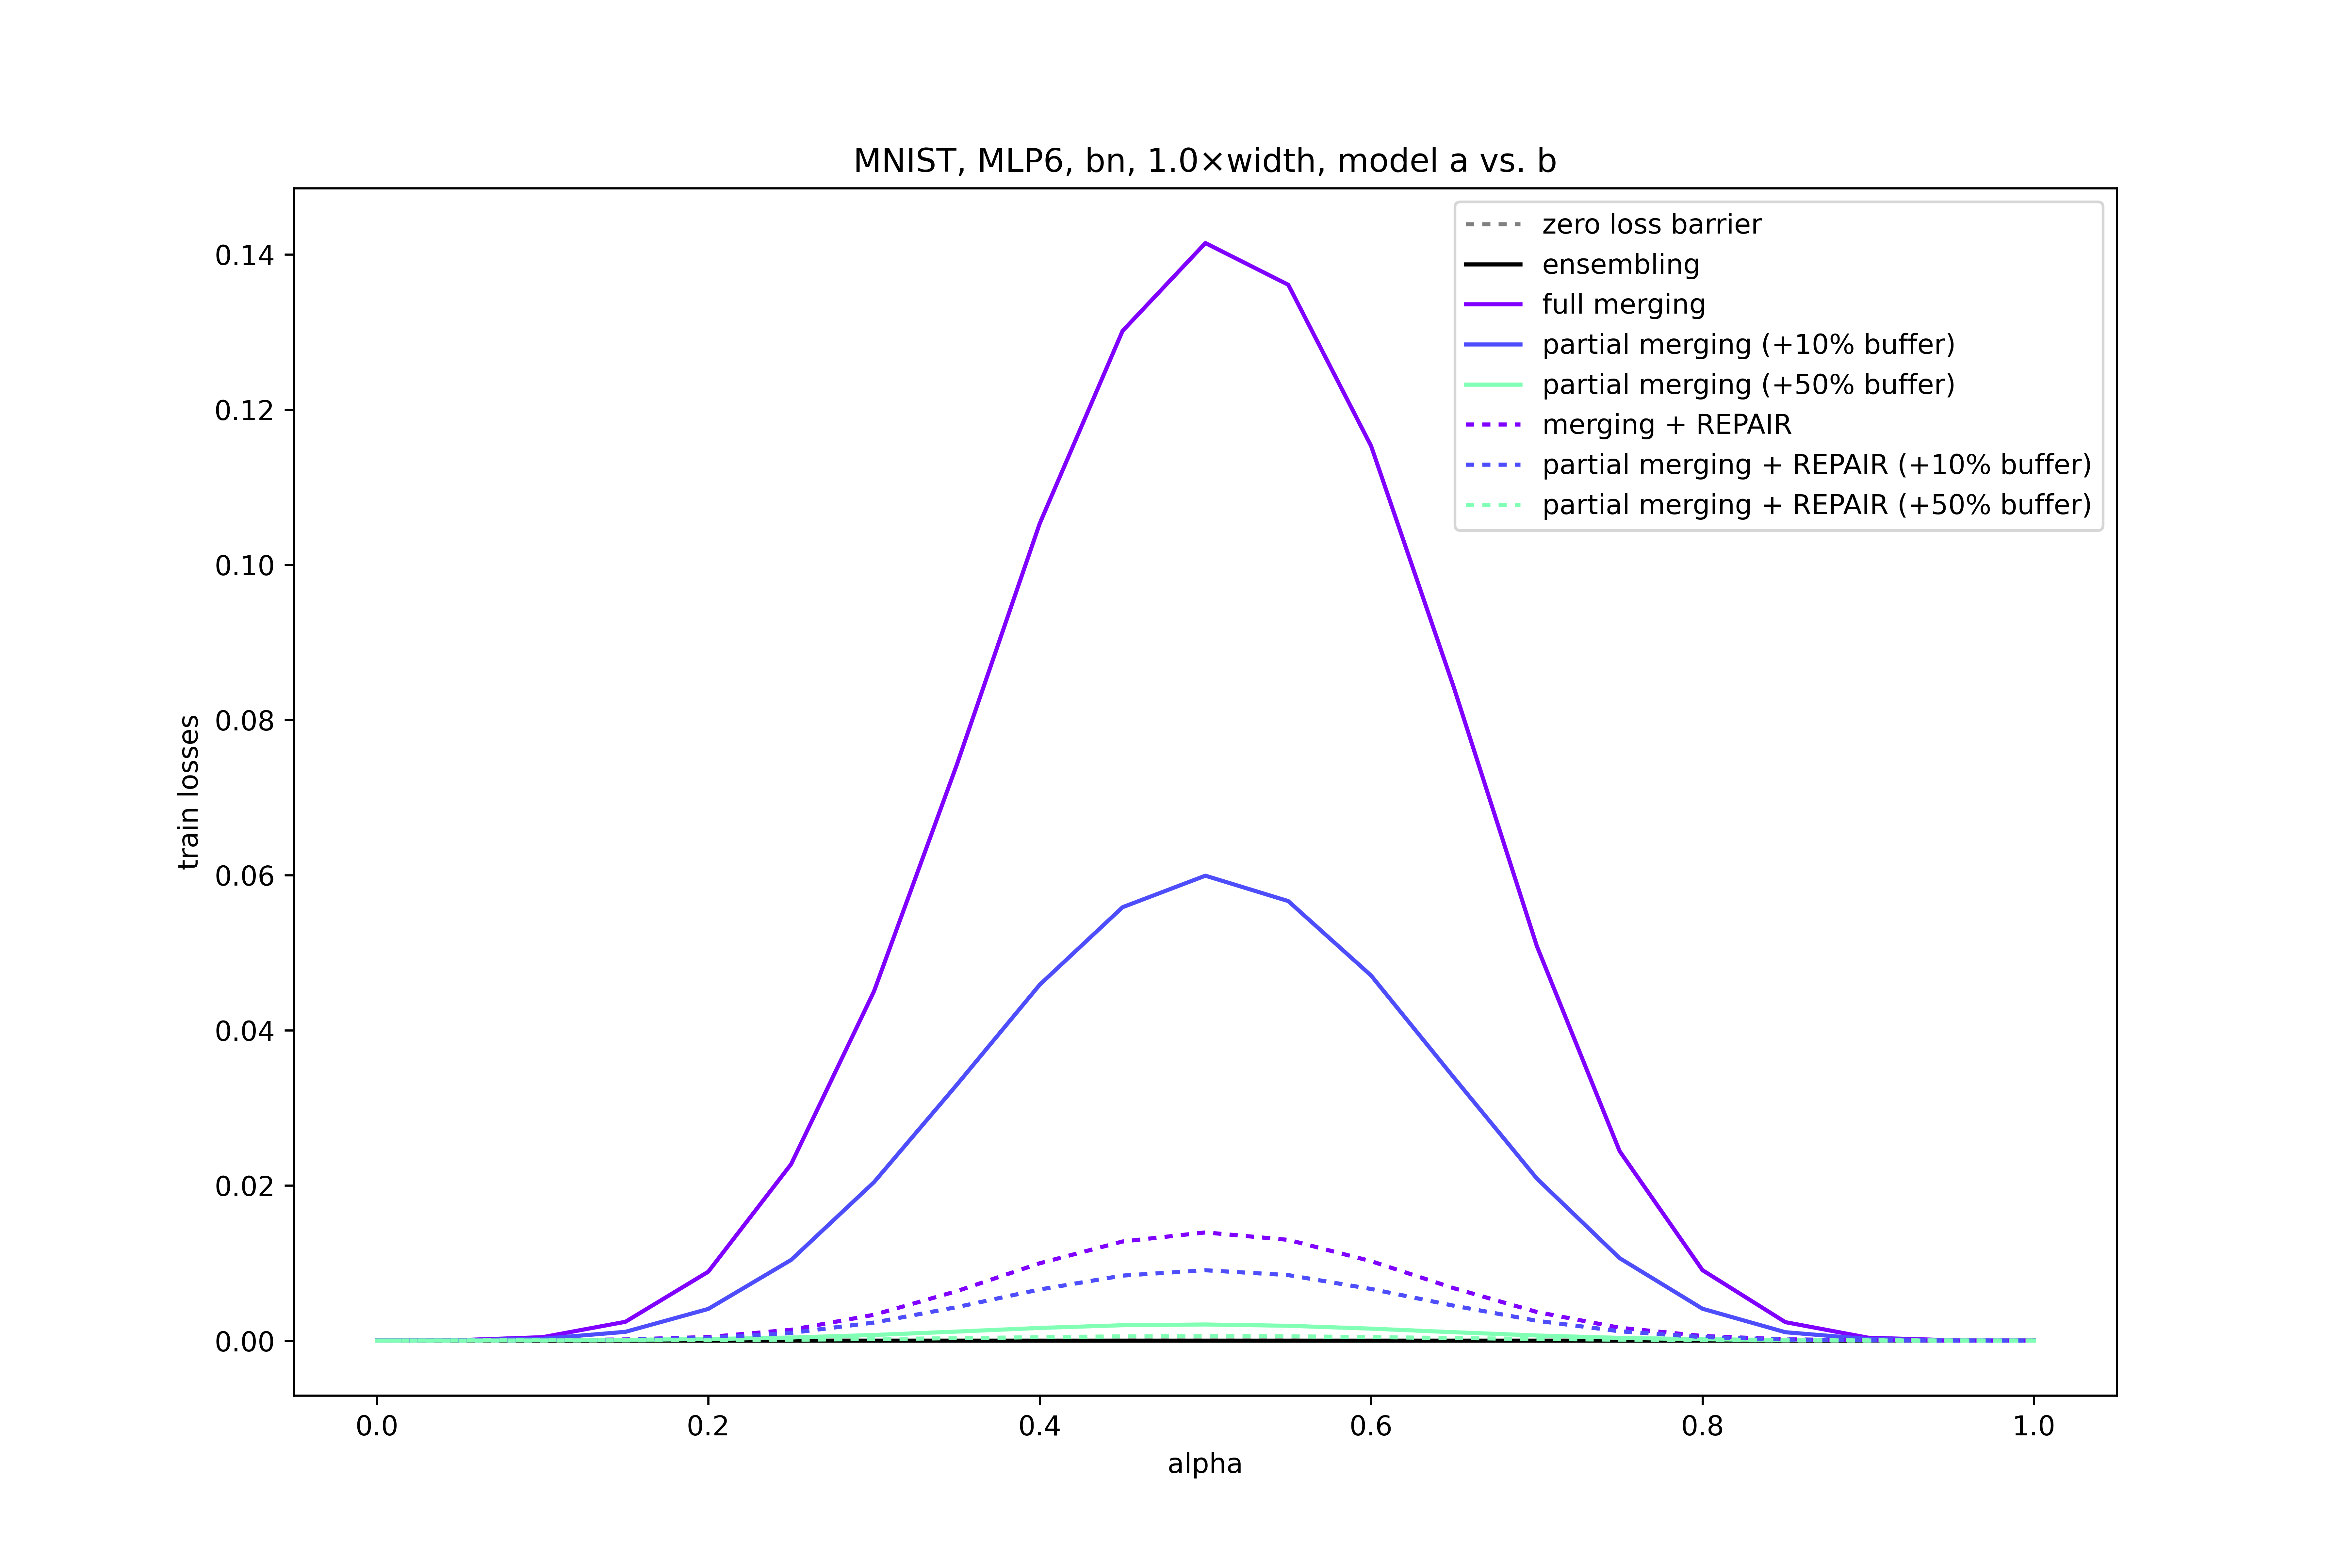 MNIST, MLP6, bn, 1.0×width, model a vs. b
zero loss barrier
ensembling
full merging
partial merging (+10% buffer)
partial merging (+50% buffer)
merging + REPAIR
partial merging + REPAIR (+10% buffer)
partial merging + REPAIR (+50% buffer)
train losses
0.14
0.12
0.10
0.08
0.06
0.04
0.02
0.00
0.0 0.2 0.4 0.6 0.8 1.0
alpha